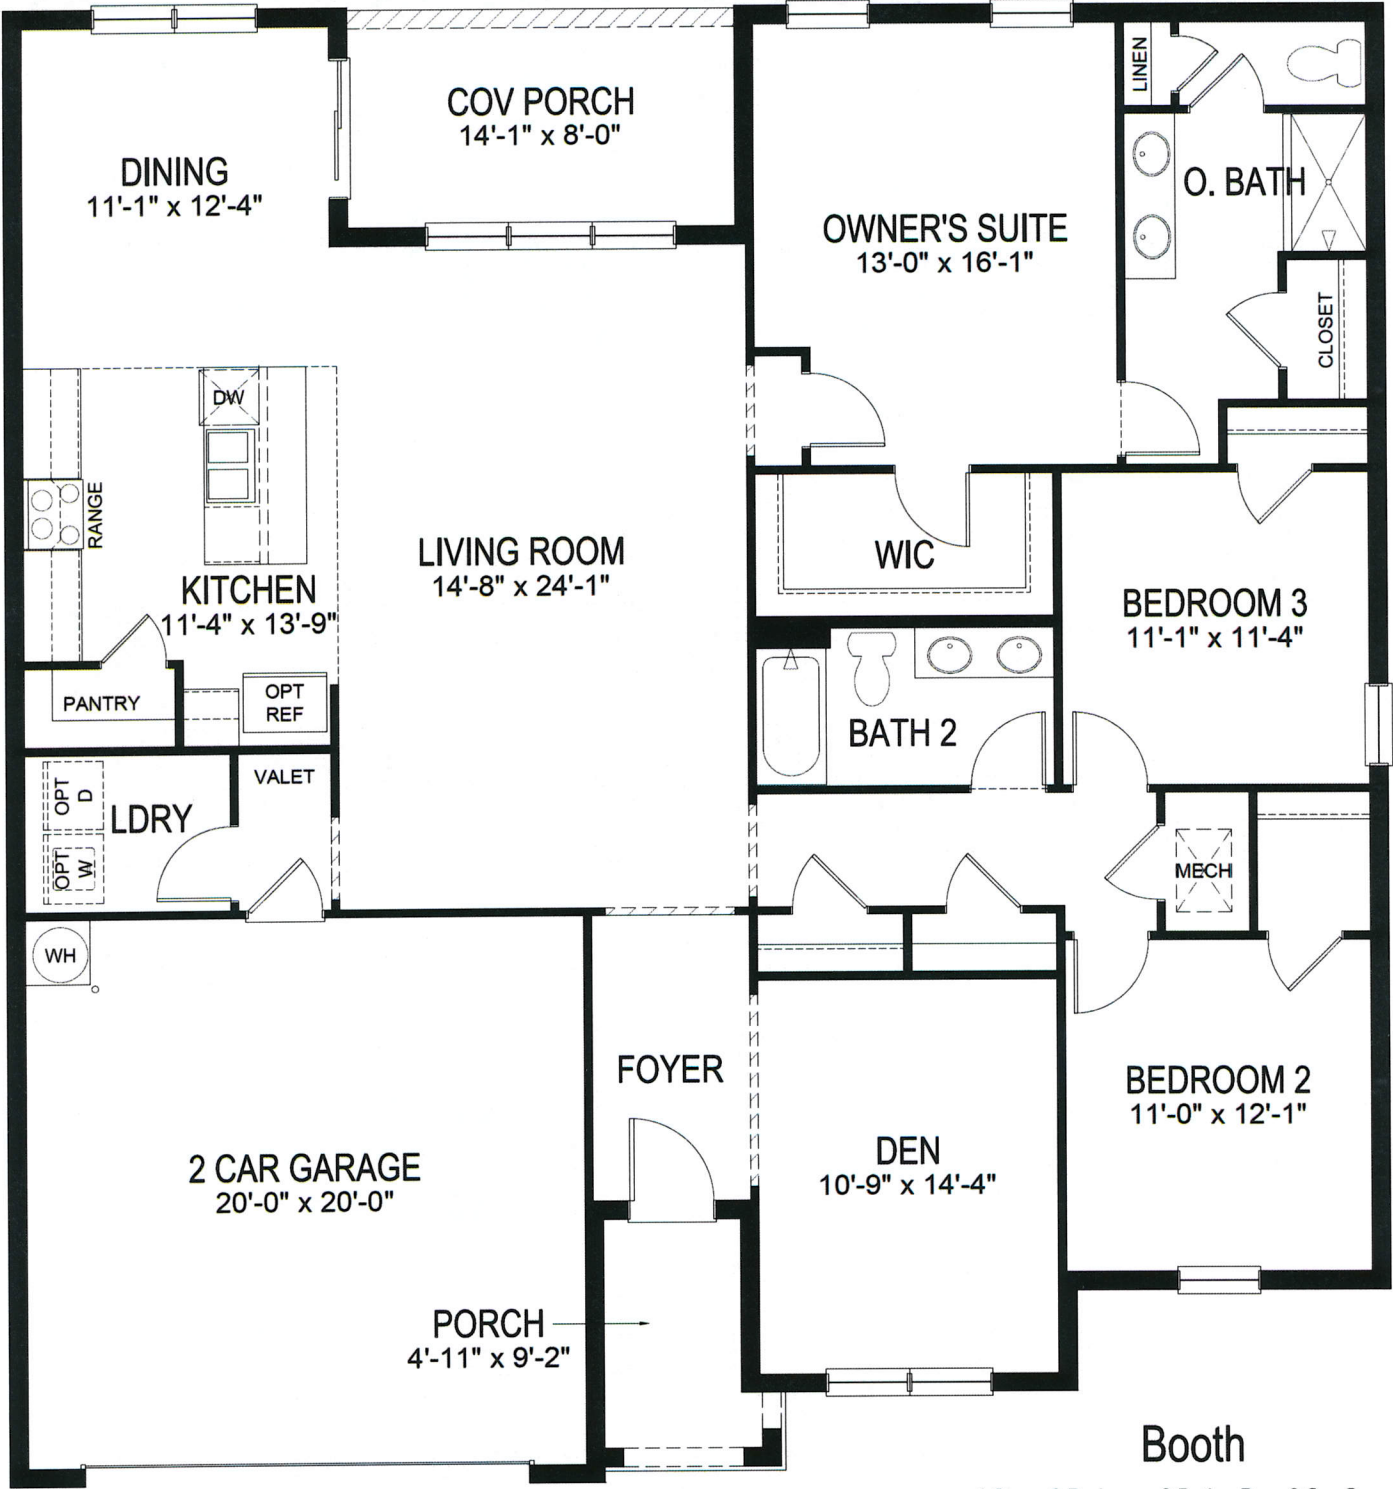 COV PORCH
14'-1" x 8'-0"
DINING
11'-1" x 12'-4"
OWNER'S SUITE
13'-0" x 16'-1"
LINEN
O. BATH
CLOSET
DW
RANGE
KITCHEN
11'-4" x 13'-9"
LIVING ROOM
14'-8" x 24'-1"
WIC
BEDROOM 3
11'-1" x 11'-4"
PANTRY
OPT
REF
BATH 2
VALET
OPT
D
LDRY
OPT
W
MECH
WH
FOYER
BEDROOM 2
11'-0" x 12'-1"
2 CAR GARAGE
20'-0" x 20'-0"
DEN
10'-9" x 14'-4"
PORCH
4'-11" x 9'-2"
Booth